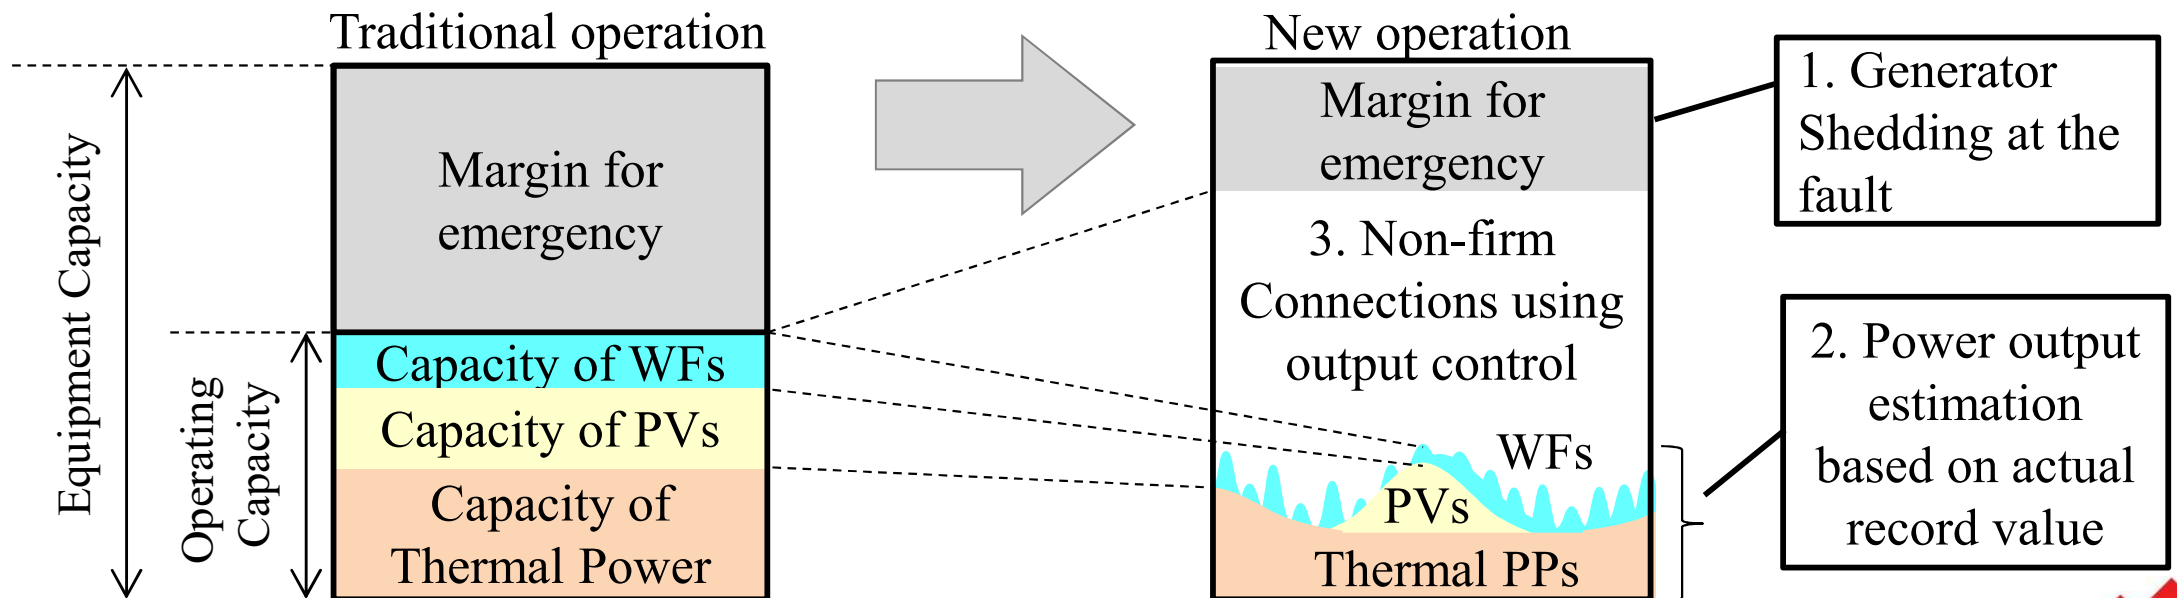 Traditional operation
New operation
Equipment Capacity
Operating
Capacity
Margin for
emergency
Capacity of WFs
Capacity of PVs
Capacity of
Thermal Power
Margin for
emergency
3. Non-firm
Connections using
output control
WFs
PVs
Thermal PPs
1. Generator
Shedding at the
fault
2. Power output
estimation
based on actual
record value